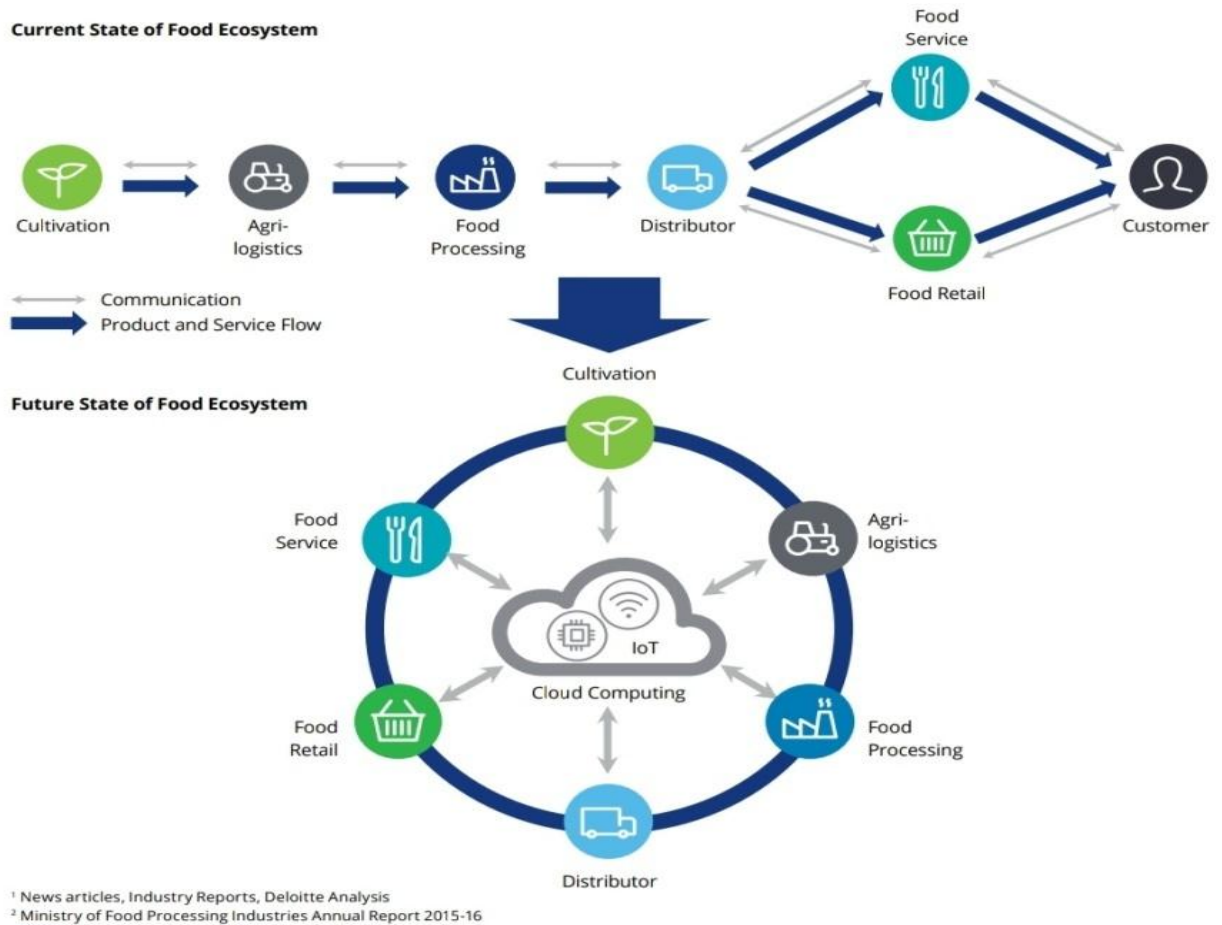 Current State of Food Ecosystem
Food
Service
Cultivation
Agri-
logistics
Food
Processing
Distributor
Food Retail
Customer
Communication
Product and Service Flow
Future State of Food Ecosystem
Cultivation
Food
Service
Agri-
logistics
IoT
Cloud Computing
Food
Retail
Food
Processing
Distributor
¹ News articles, Industry Reports, Deloitte Analysis
² Ministry of Food Processing Industries Annual Report 2015-16